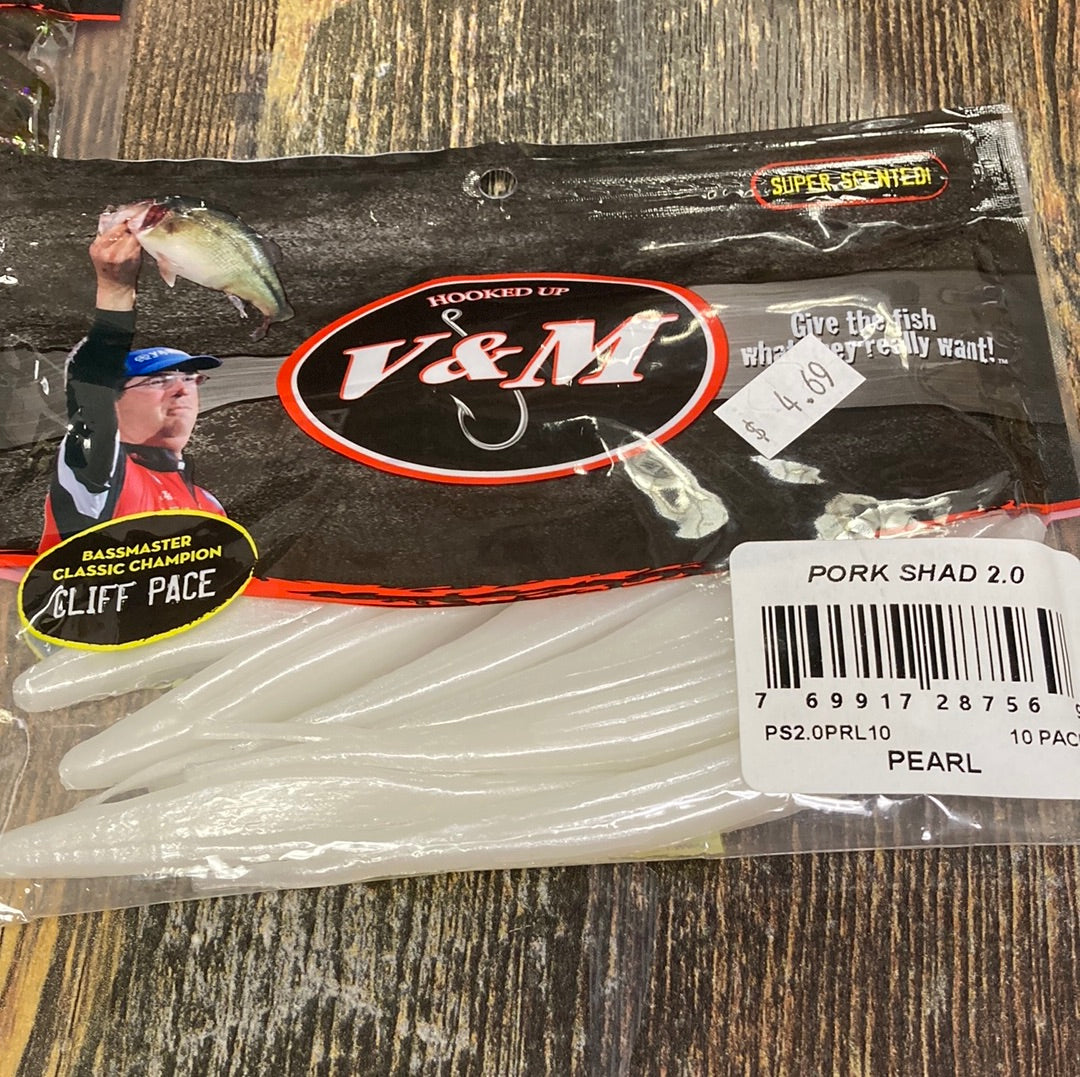 SUPER SCENTED!
HOOKED UP
V&M
Give the fish
what they really want!™
$ 4.69
BASSMASTER
CLASSIC CHAMPION
CLIFF PACE
PORK SHAD 2.0
7 69917 28756
PS2.0PRL10 10 PAC
PEARL